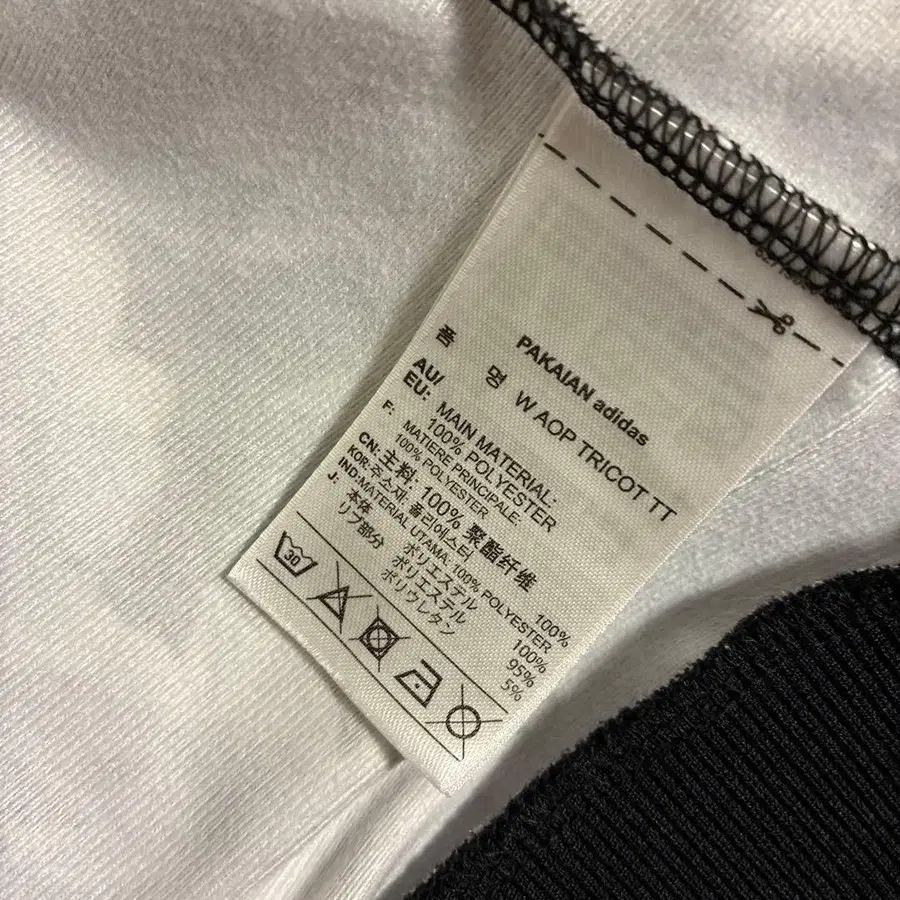 PAKAIAN adidas
품 명 W AOP TRICOT TT
AU/
EU: MAIN MATERIAL:
100% POLYESTER
F: MATIERE PRINCIPALE:
100% POLYESTER
CN:主料: 100% 聚酯纤维
KOR:주소재: 폴리에스터 100%
IND:MATERIAL UTAMA: 100% POLYESTER
J: 本体 ポリエステル 100%
リブ部分 ポリエステル 95%
ポリウレタン 5%
30